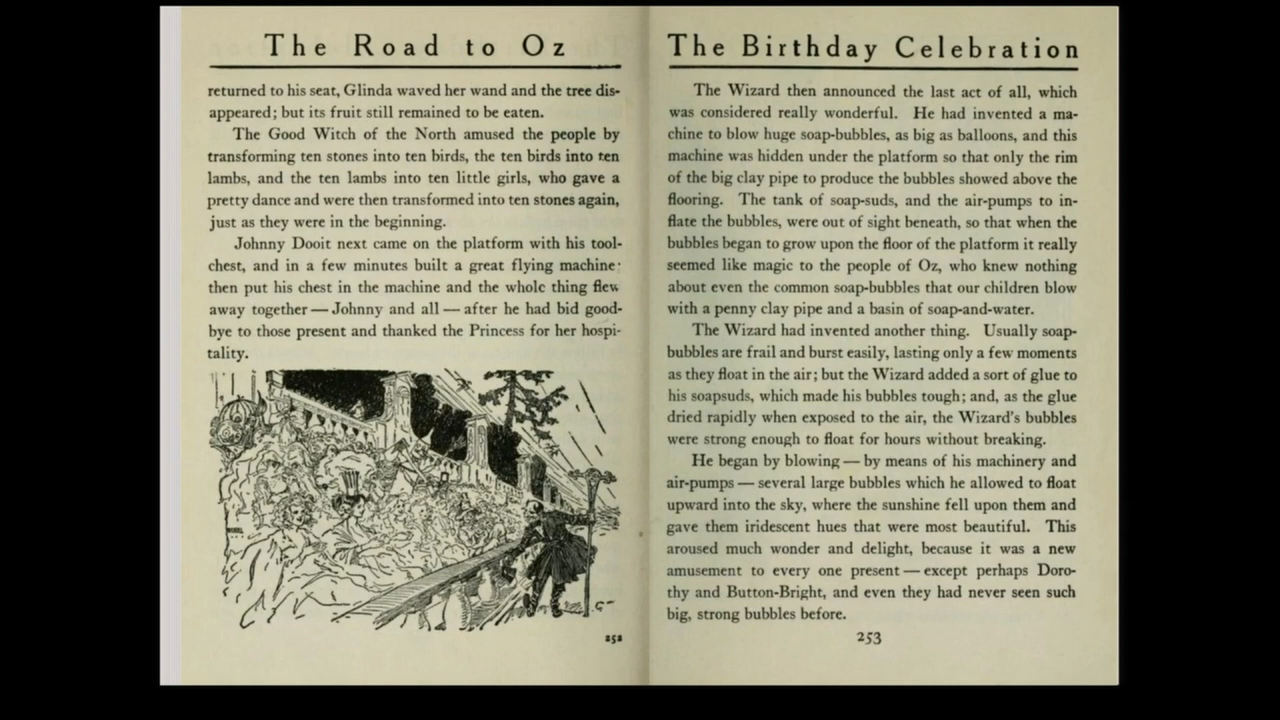 The Road to Oz
returned to his seat, Glinda waved her wand and the tree dis-
appeared; but its fruit still remained to be eaten.
The Good Witch of the North amused the people by
transforming ten stones into ten birds, the ten birds into ten
lambs, and the ten lambs into ten little girls, who gave a
pretty dance and were then transformed into ten stones again,
just as they were in the beginning.
Johnny Dooit next came on the platform with his tool-
chest, and in a few minutes built a great flying machine;
then put his chest in the machine and the whole thing flew
away together — Johnny and all — after he had bid good-
bye to those present and thanked the Princess for her hospi-
tality.
252
The Birthday Celebration
The Wizard then announced the last act of all, which
was considered really wonderful. He had invented a ma-
chine to blow huge soap-bubbles, as big as balloons, and this
machine was hidden under the platform so that only the rim
of the big clay pipe to produce the bubbles showed above the
flooring. The tank of soap-suds, and the air-pumps to in-
flate the bubbles, were out of sight beneath, so that when the
bubbles began to grow upon the floor of the platform it really
seemed like magic to the people of Oz, who knew nothing
about even the common soap-bubbles that our children blow
with a penny clay pipe and a basin of soap-and-water.
The Wizard had invented another thing. Usually soap-
bubbles are frail and burst easily, lasting only a few moments
as they float in the air; but the Wizard added a sort of glue to
his soapsuds, which made his bubbles tough; and, as the glue
dried rapidly when exposed to the air, the Wizard's bubbles
were strong enough to float for hours without breaking.
He began by blowing — by means of his machinery and
air-pumps — several large bubbles which he allowed to float
upward into the sky, where the sunshine fell upon them and
gave them iridescent hues that were most beautiful. This
aroused much wonder and delight, because it was a new
amusement to every one present — except perhaps Doro-
thy and Button-Bright, and even they had never seen such
big, strong bubbles before.
253